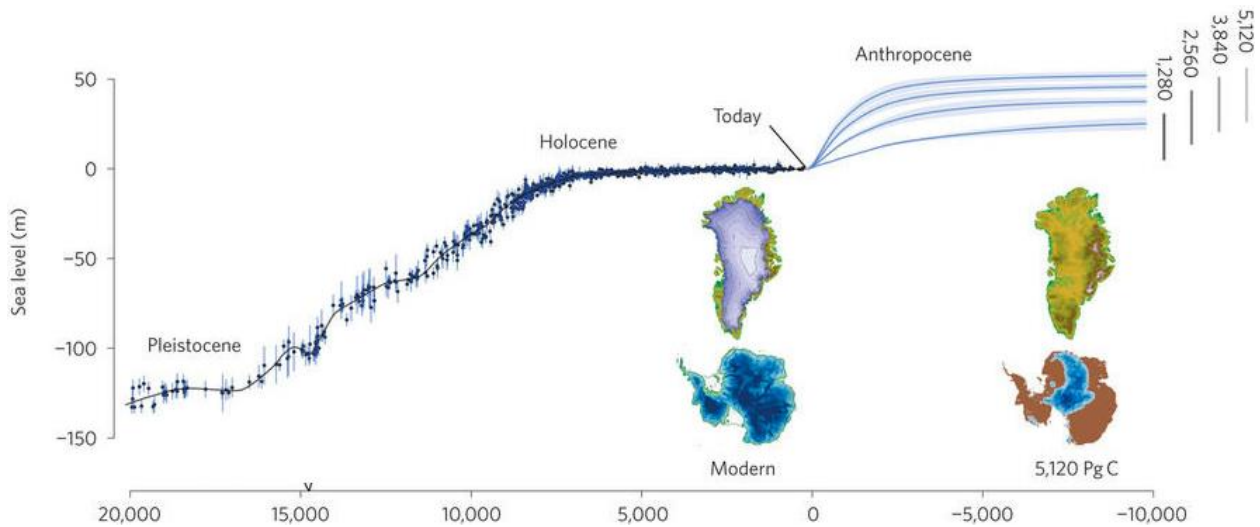 5,120
3,840
2,560
1,280
Anthropocene
50
Today
Holocene
0
Sea level (m)
−50
Pleistocene
−100
−150
Modern
5,120 Pg C
v
20,000
15,000
10,000
5,000
0
−5,000
−10,000